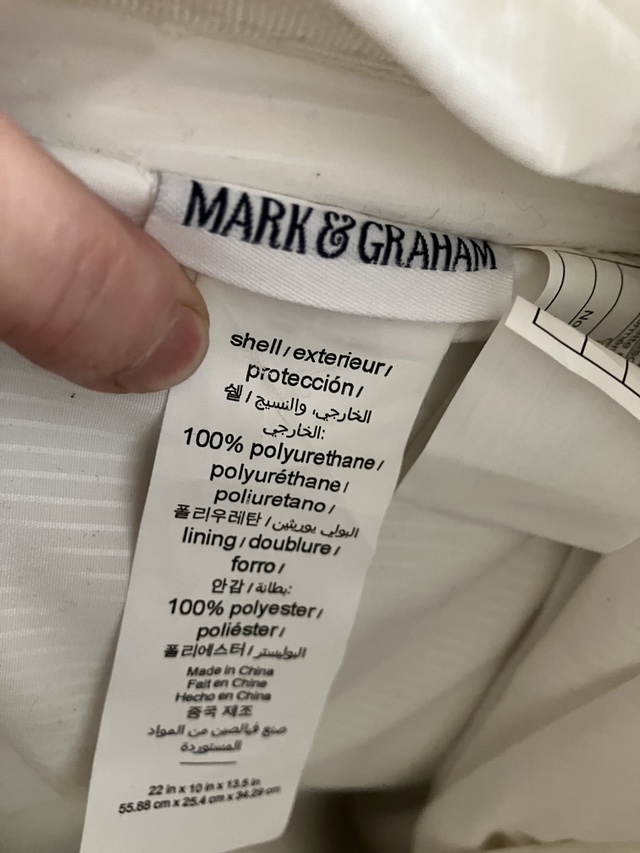 MARK & GRAHAM
shell / exterieur /
protección /
쉘 / الخارجي، والنسيج
الخارجي:
100% polyurethane /
polyuréthane /
poliuretano /
폴리우레탄 / البولي يوريثين
lining / doublure /
forro /
안감 / بطانة:
100% polyester /
poliéster /
폴리에스터 / البوليستر
Made in China
Fait en Chine
Hecho en China
중국 제조
صنع في الصين من المواد
المستوردة
22 in x 10 in x 13.5 in
55.88 cm x 25.4 cm x 34.29 cm